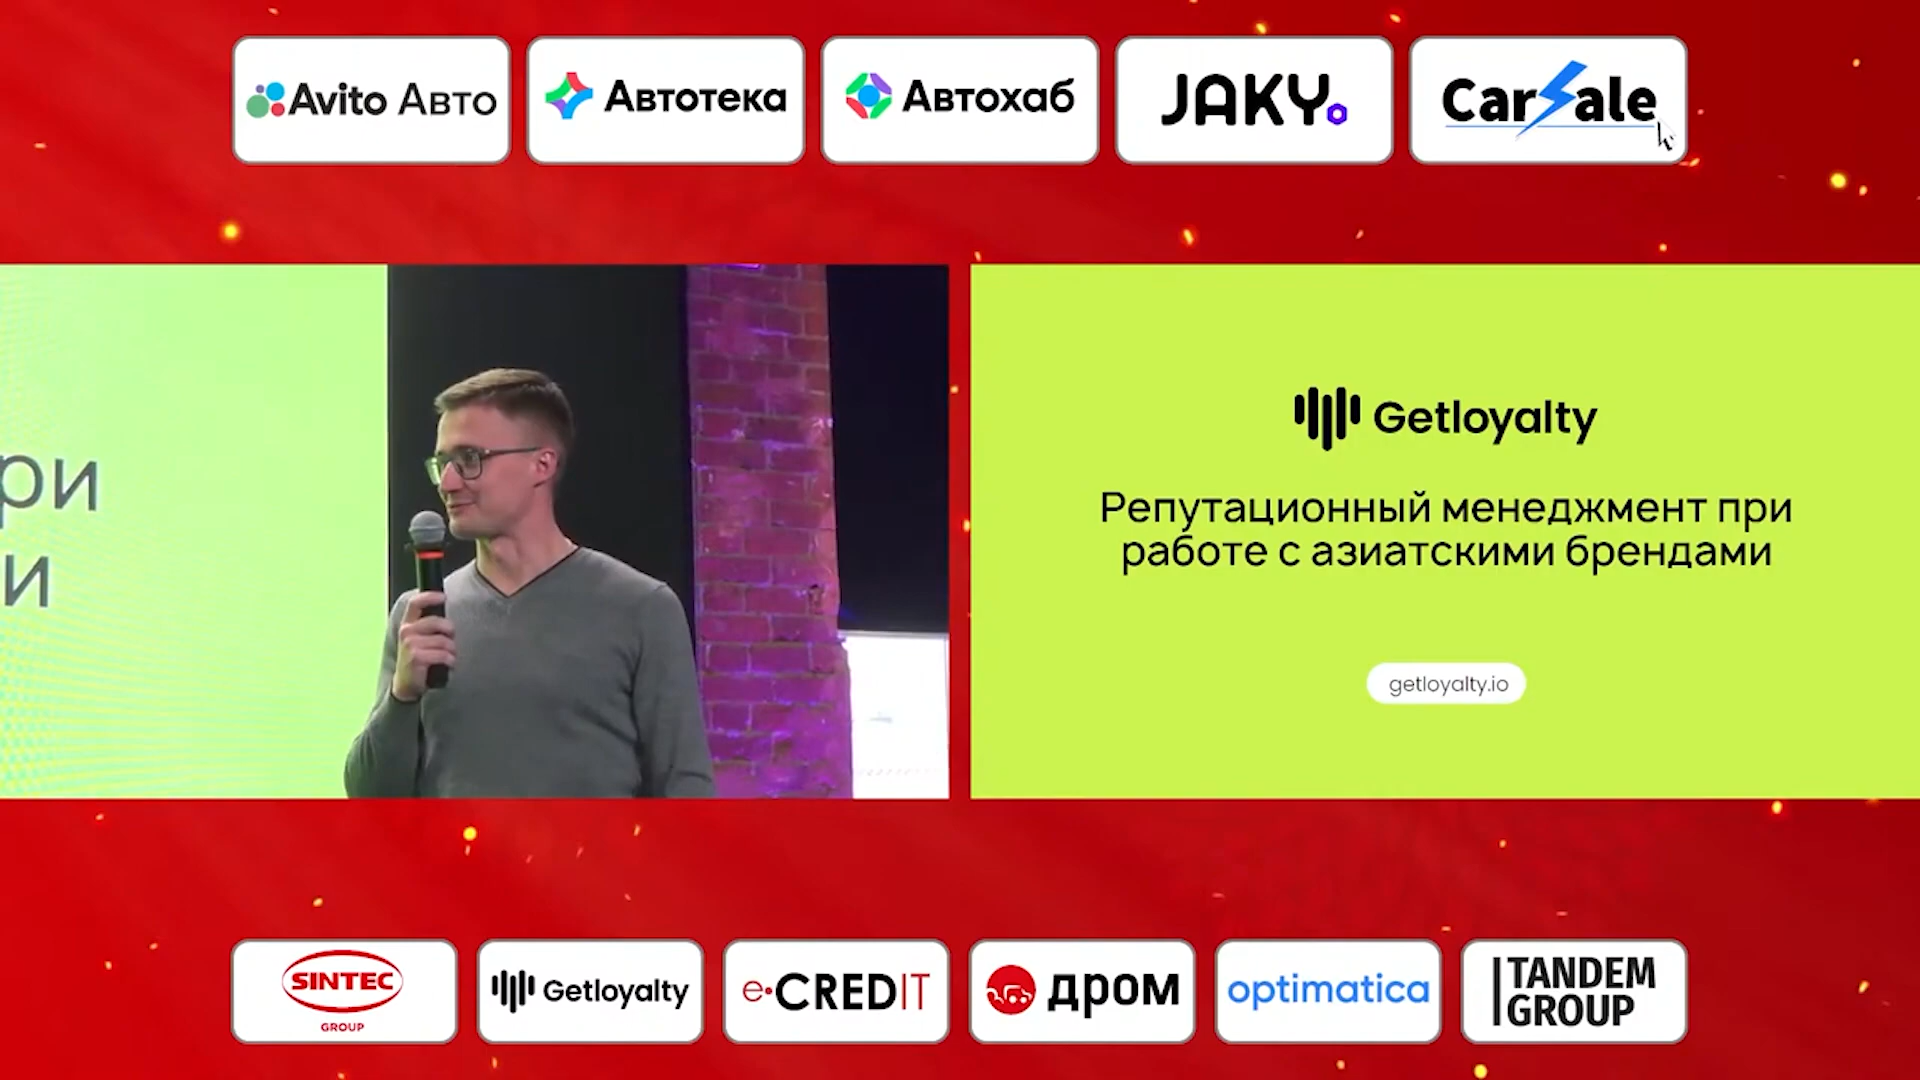 Avito Авто
Автотека
Автохаб
JAKY
CarSale
ри
и
Getloyalty
Репутационный менеджмент при
работе с азиатскими брендами
getloyalty.io
SINTEC
GROUP
Getloyalty
e·CREDIT
дром
optimatica
TANDEM
GROUP